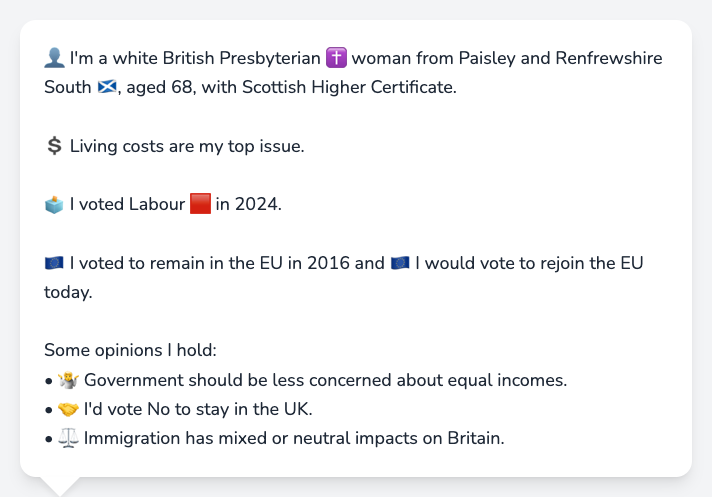 👤 I'm a white British Presbyterian ✝️ woman from Paisley and Renfrewshire
South 🏴󠁧󠁢󠁳󠁣󠁴󠁿, aged 68, with Scottish Higher Certificate.
💲 Living costs are my top issue.
🗳️ I voted Labour 🟥 in 2024.
🇪🇺 I voted to remain in the EU in 2016 and 🇪🇺 I would vote to rejoin the EU
today.
Some opinions I hold:
• 🤷 Government should be less concerned about equal incomes.
• 🤝 I'd vote No to stay in the UK.
• ⚖️ Immigration has mixed or neutral impacts on Britain.